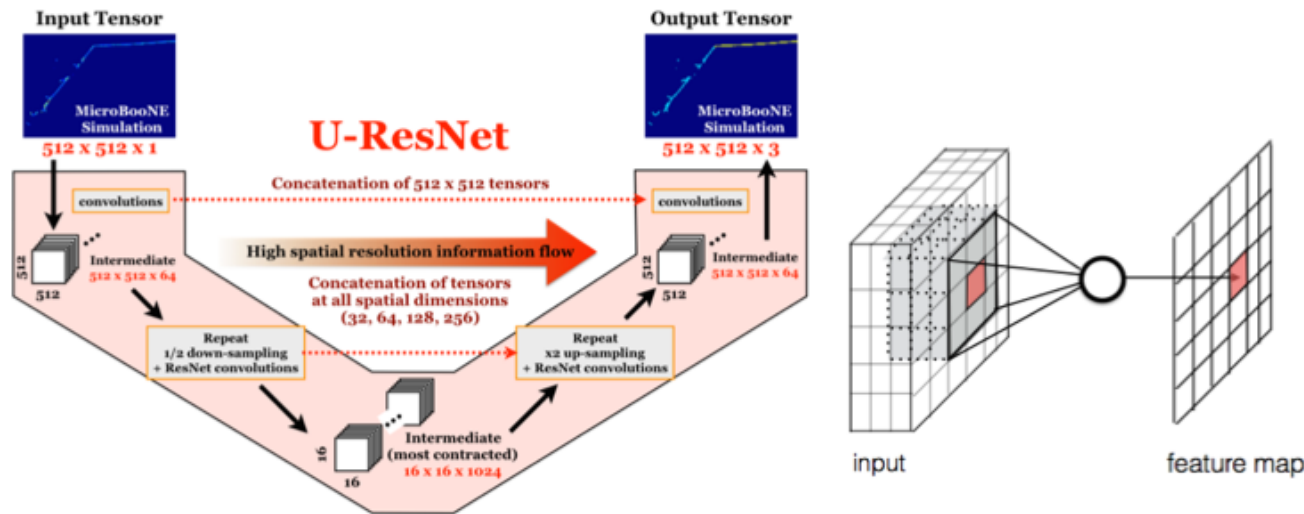 Input Tensor
MicroBooNE
Simulation
512 x 512 x 1
convolutions
512
512
Intermediate
512 x 512 x 64
Repeat
1/2 down-sampling
+ ResNet convolutions
U-ResNet
Concatenation of 512 x 512 tensors
High spatial resolution information flow
Concatenation of tensors
at all spatial dimensions
(32, 64, 128, 256)
16
16
Intermediate
(most contracted)
16 x 16 x 1024
Output Tensor
MicroBooNE
Simulation
512 x 512 x 3
convolutions
512
512
Intermediate
512 x 512 x 64
Repeat
x2 up-sampling
+ ResNet convolutions
input
feature map